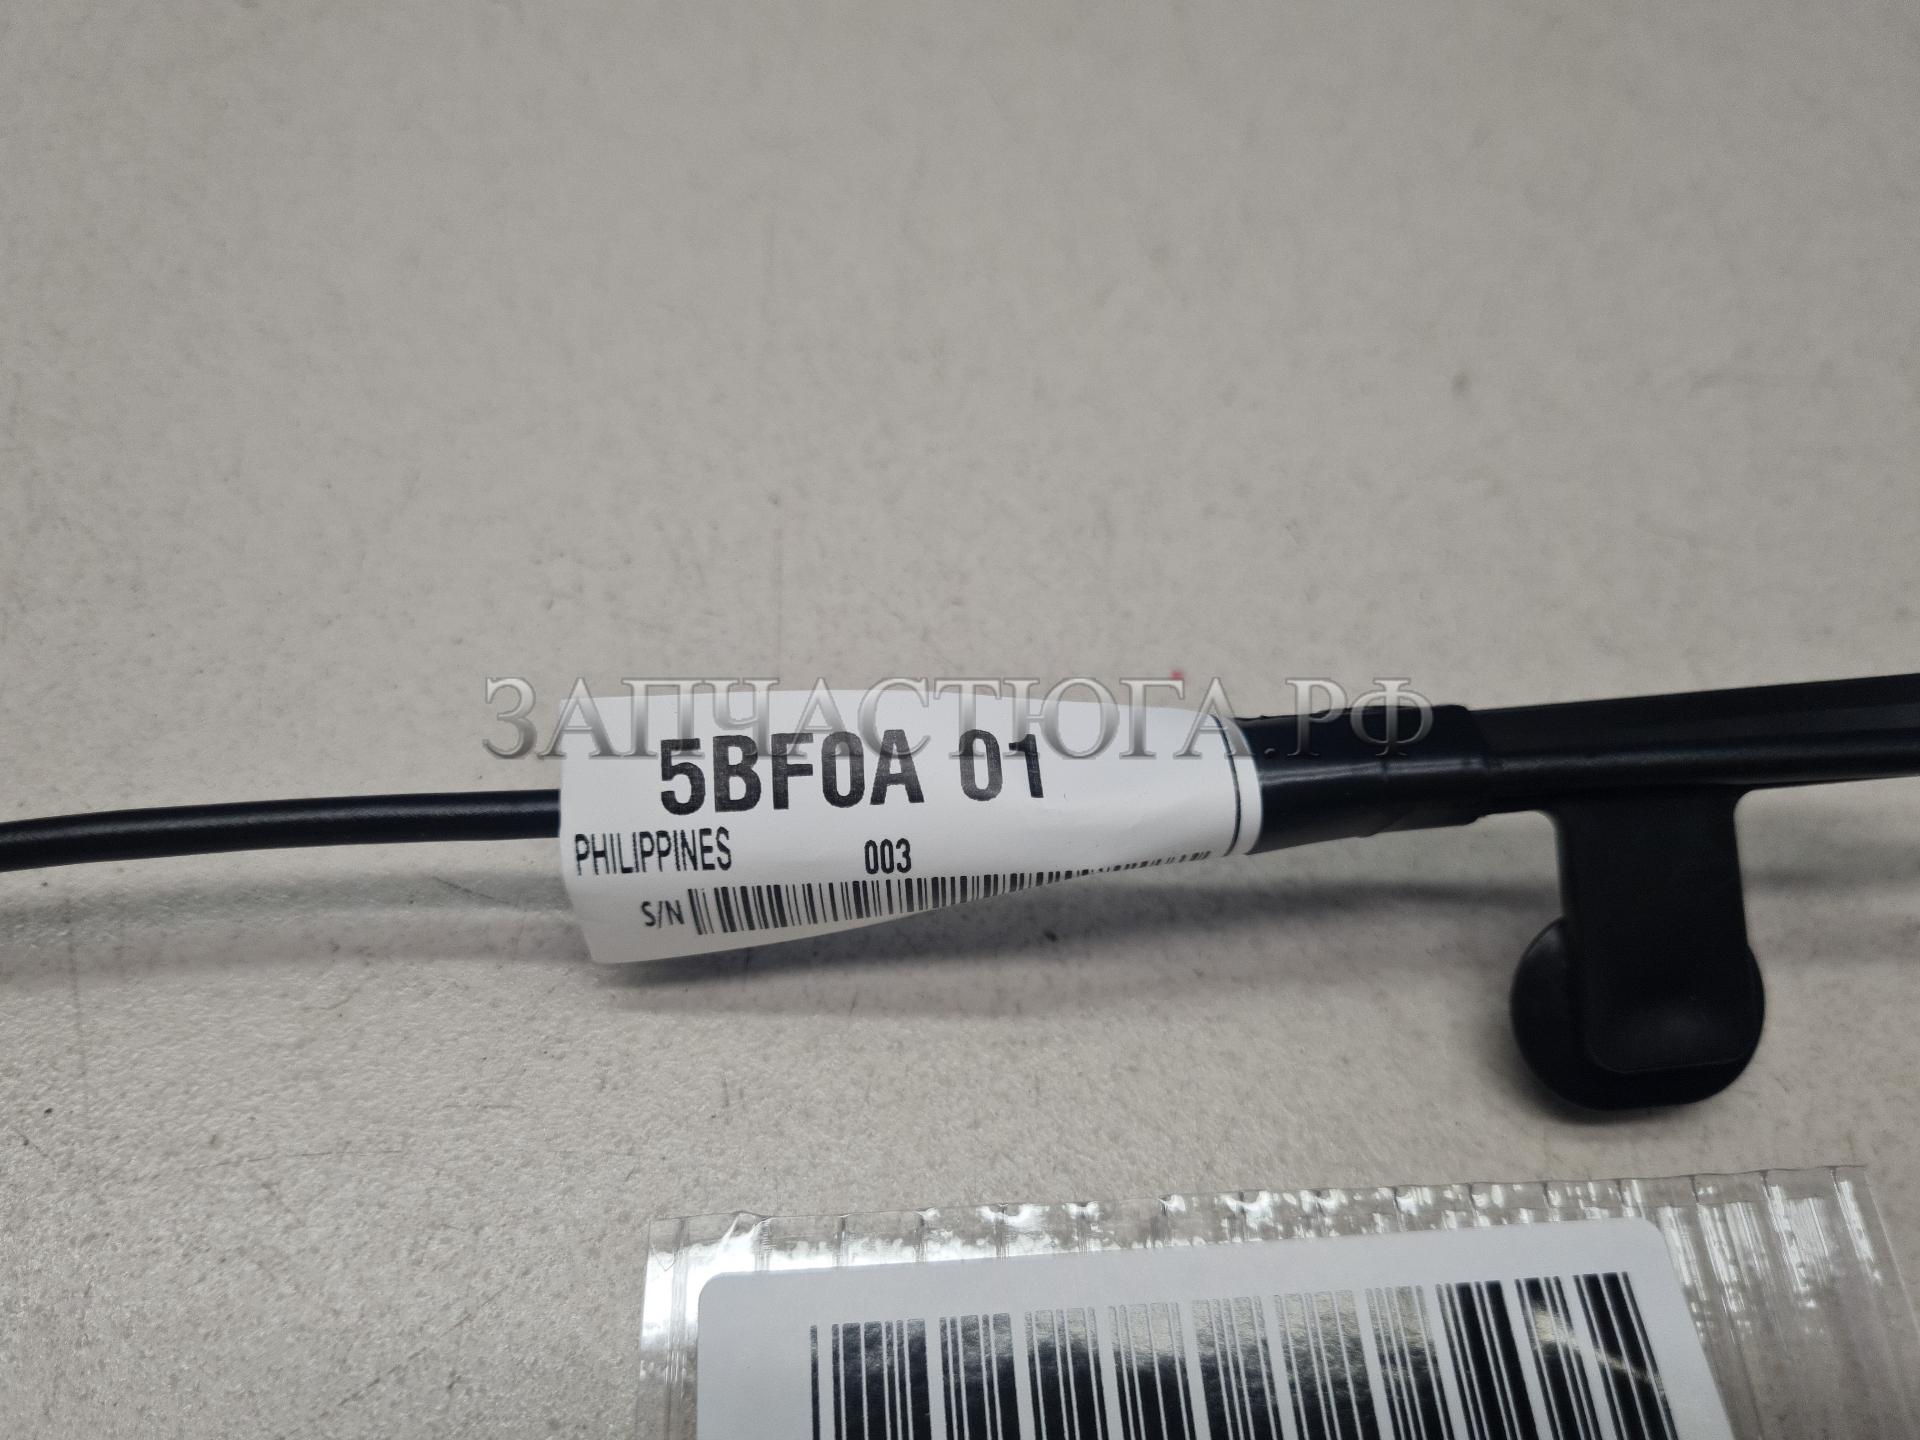 ЗАПЧАСТЮГА.РФ
5BF0A 01
PHILIPPINES 003
S/N